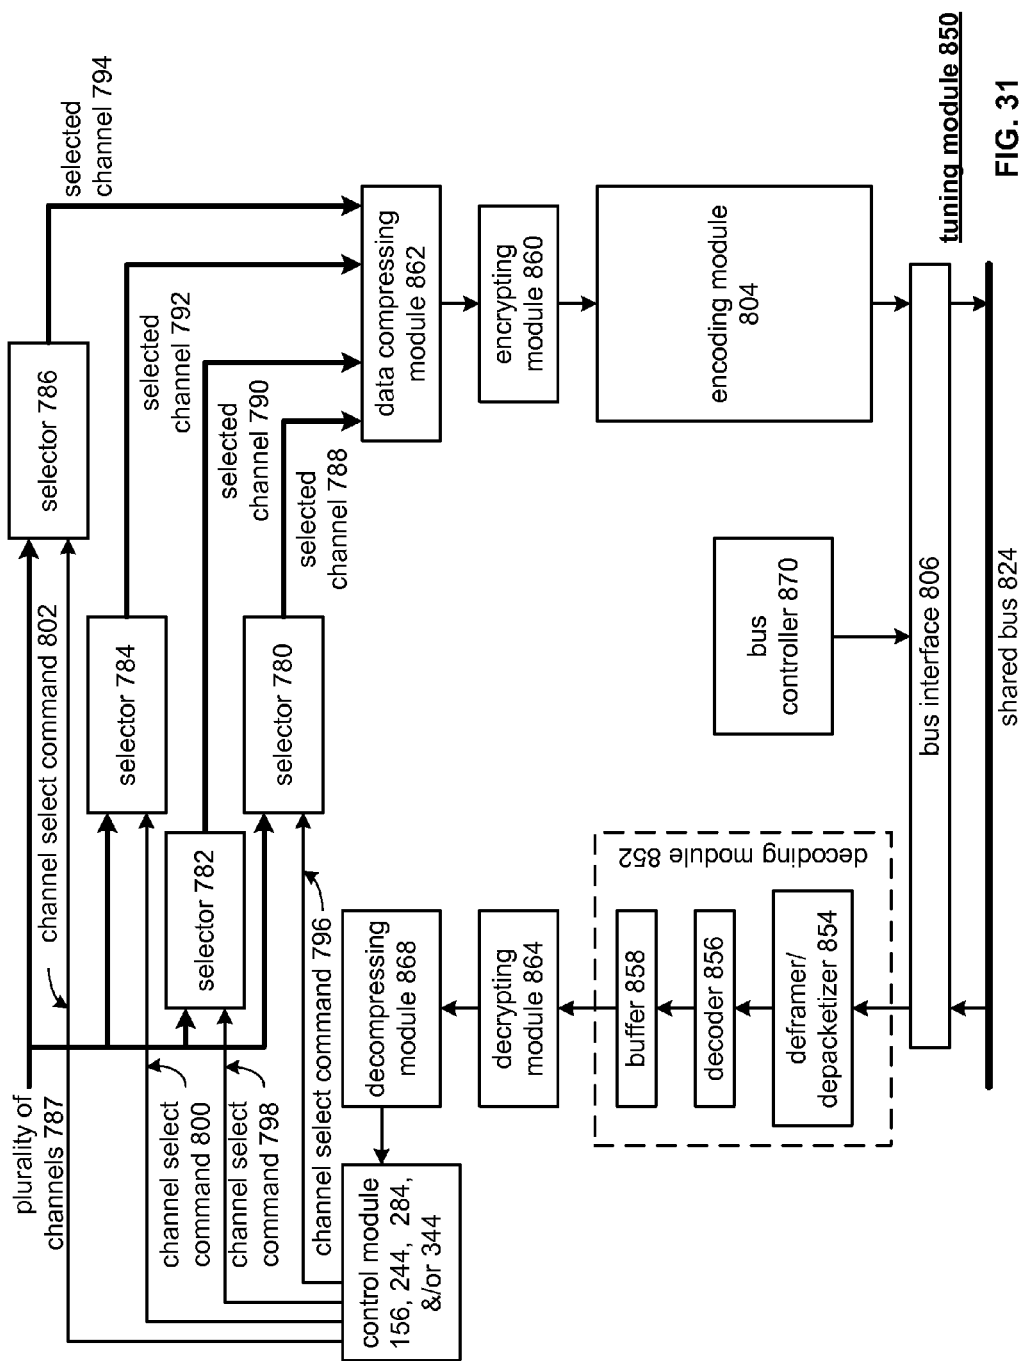 plurality of
channels 787
channel select command 802
selector 786
selected
channel 794
channel select
command 800
selector 784
selected
channel 792
channel select
command 798
selector 782
selected
channel 790
channel select command 796
selector 780
selected
channel 788
control module
156, 244, 284,
&/or 344
decompressing
module 868
data compressing
module 862
decrypting
module 864
encrypting
module 860
buffer 858
decoder 856
deframer/
depacketizer 854
decoding module 852
bus
controller 870
encoding module
804
bus interface 806
shared bus 824
tuning module 850
FIG. 31